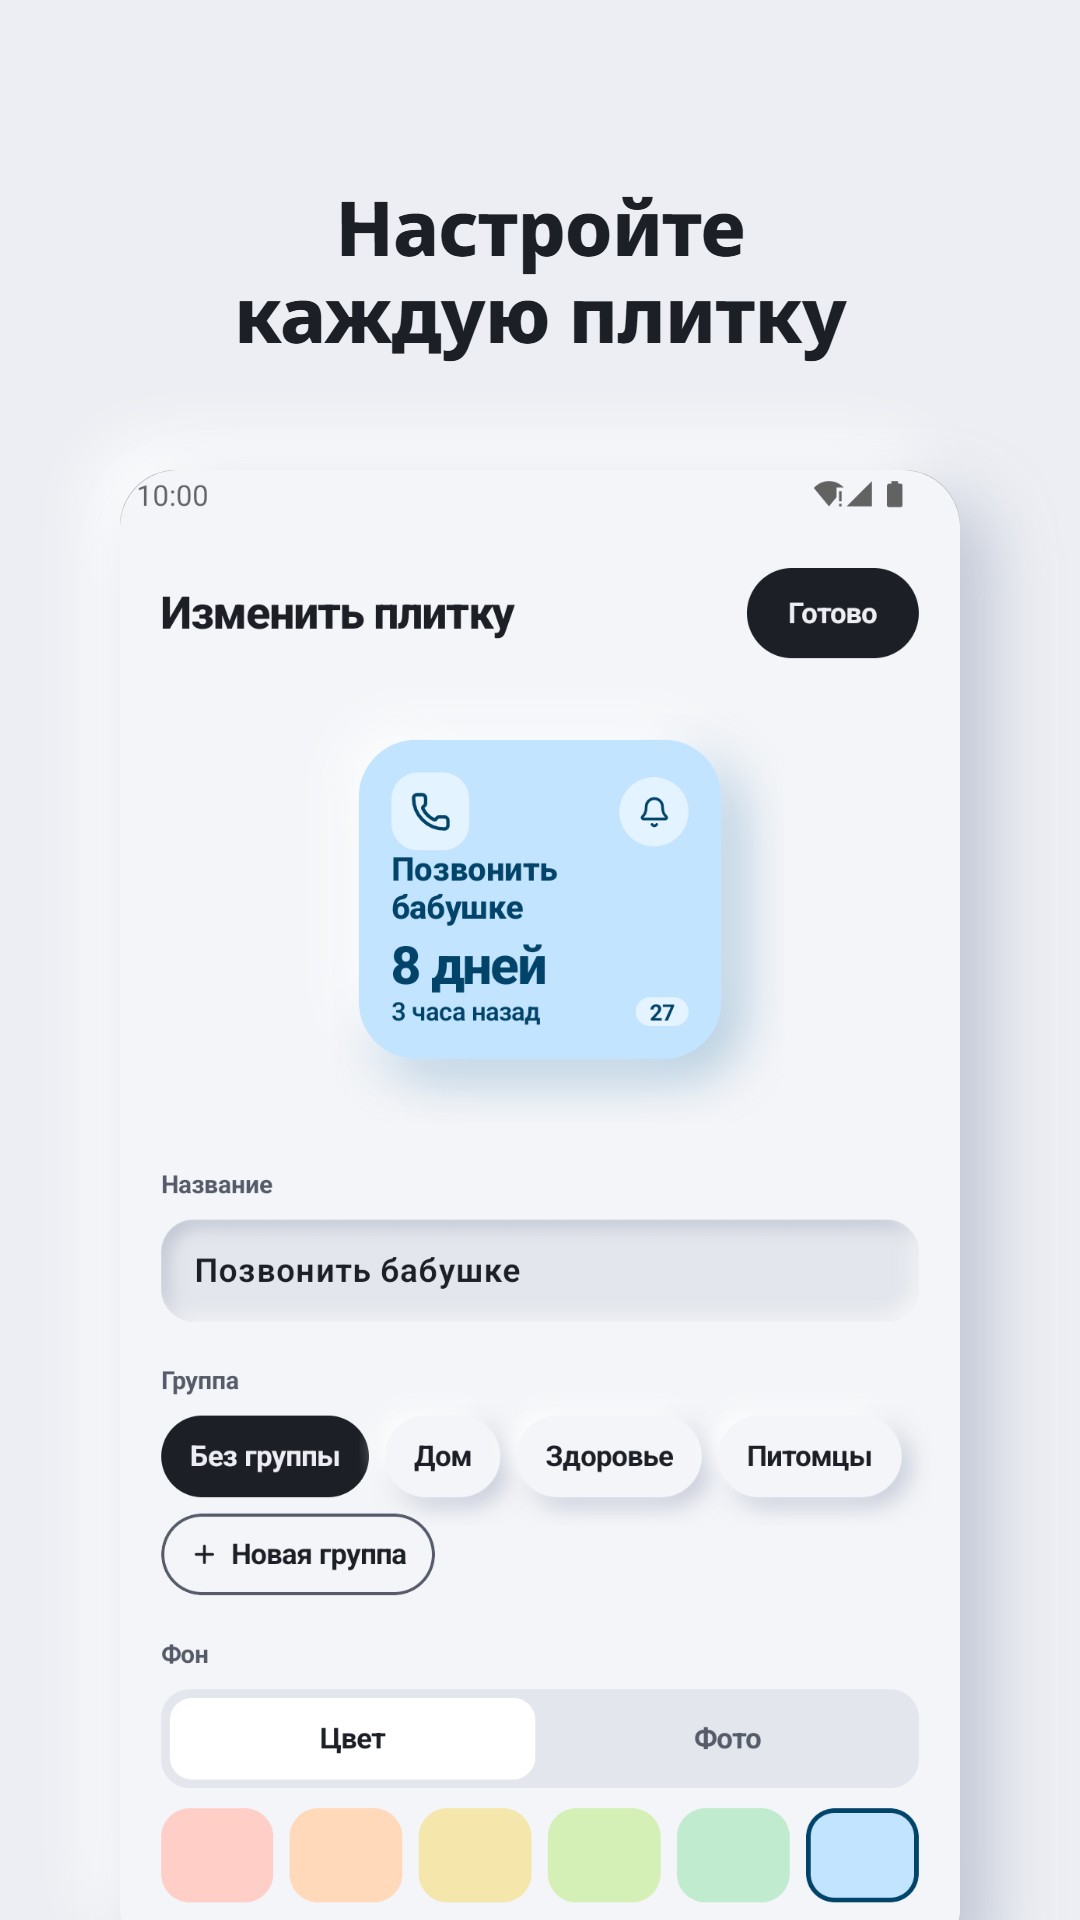 Настройте
каждую плитку
10:00
Изменить плитку
Готово
Позвонить
бабушке
8 дней
3 часа назад
27
Название
Позвонить бабушке
Группа
Без группы
Дом
Здоровье
Питомцы
+ Новая группа
Фон
Цвет
Фото